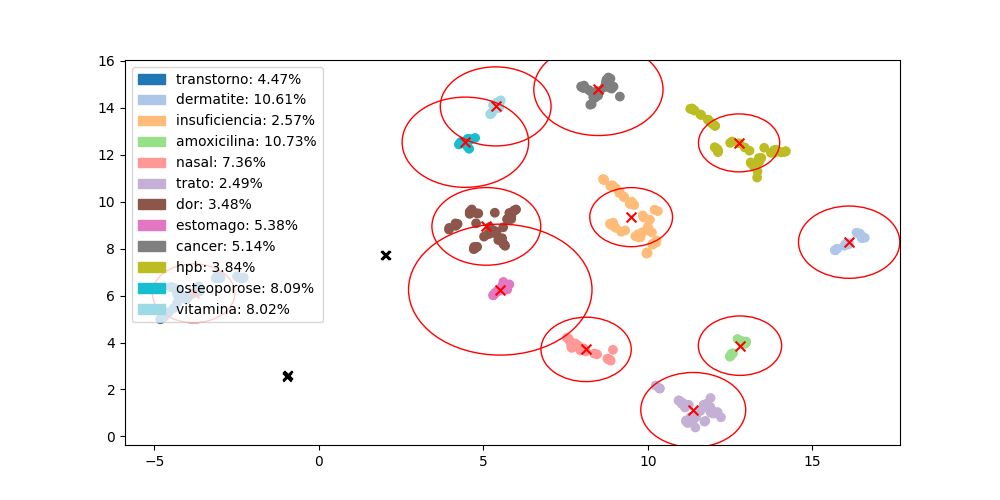 transtorno: 4.47%
dermatite: 10.61%
insuficiencia: 2.57%
amoxicilina: 10.73%
nasal: 7.36%
trato: 2.49%
dor: 3.48%
estomago: 5.38%
cancer: 5.14%
hpb: 3.84%
osteoporose: 8.09%
vitamina: 8.02%
16
14
12
10
8
6
4
2
0
−5 0 5 10 15